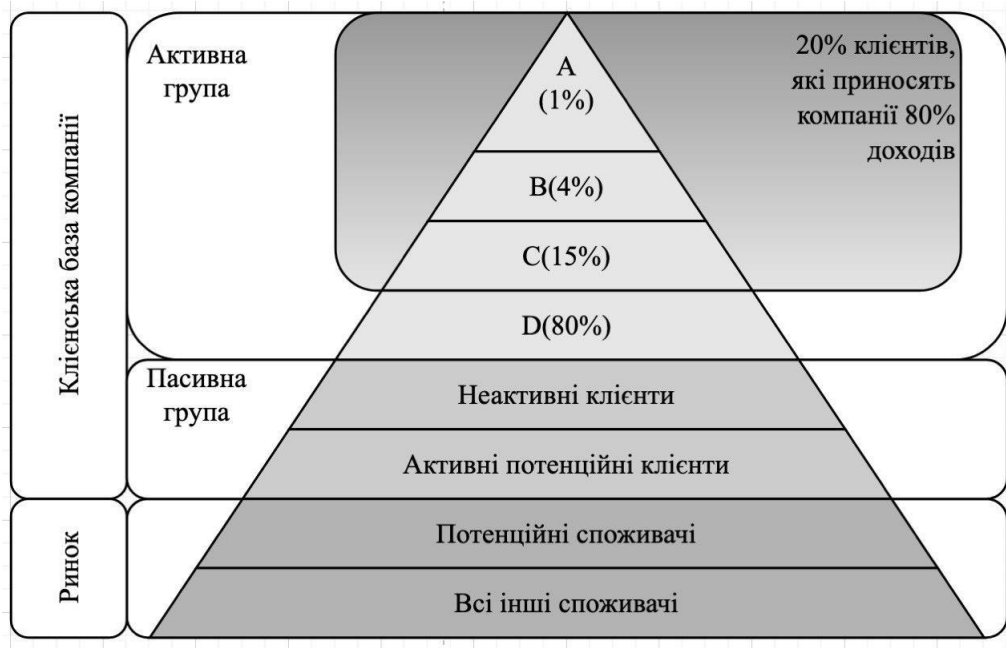 Клієнська база компанії
Ринок
Активна
група
A
(1%)
20% клієнтів,
які приносять
компанії 80%
доходів
B(4%)
C(15%)
D(80%)
Пасивна
група
Неактивні клієнти
Активні потенційні клієнти
Потенційні споживачі
Всі інші споживачі